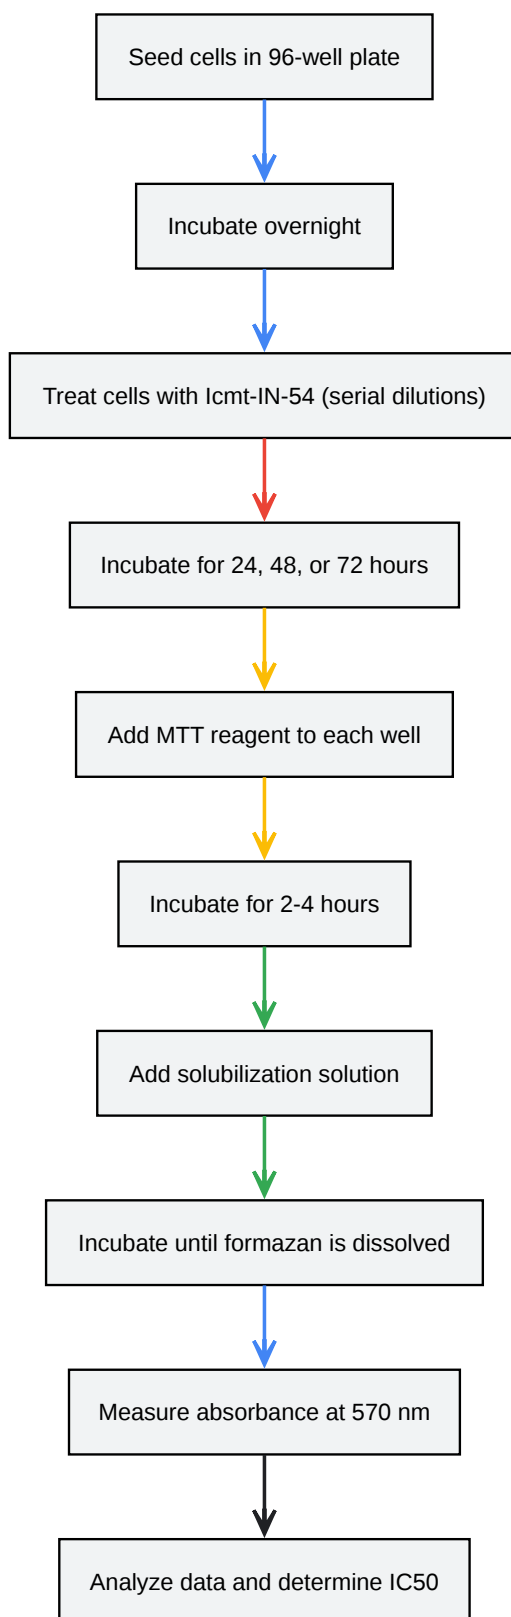 Seed cells in 96-well plate
Incubate overnight
Treat cells with Icmt-IN-54 (serial dilutions)
Incubate for 24, 48, or 72 hours
Add MTT reagent to each well
Incubate for 2-4 hours
Add solubilization solution
Incubate until formazan is dissolved
Measure absorbance at 570 nm
Analyze data and determine IC50